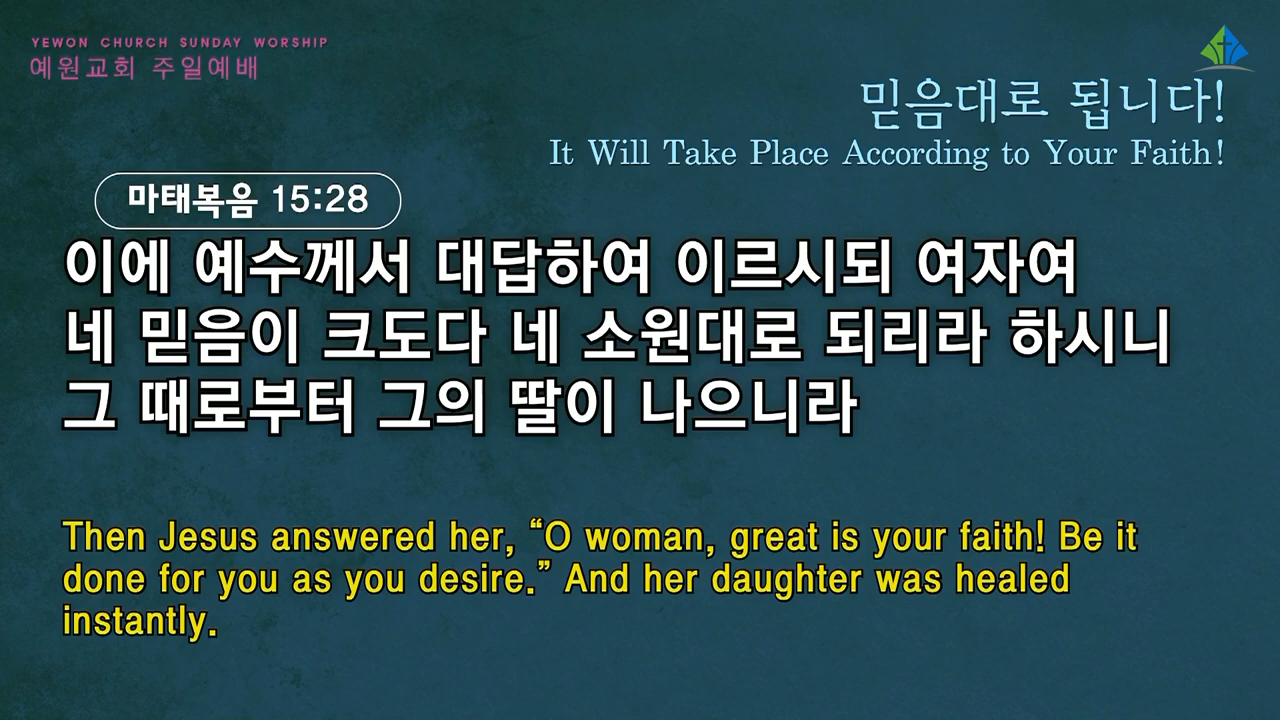 YEWON CHURCH SUNDAY WORSHIP
예원교회 주일예배
믿음대로 됩니다!
It Will Take Place According to Your Faith!
마태복음 15:28
이에 예수께서 대답하여 이르시되 여자여
네 믿음이 크도다 네 소원대로 되리라 하시니
그 때로부터 그의 딸이 나으니라
Then Jesus answered her, “O woman, great is your faith! Be it
done for you as you desire.” And her daughter was healed
instantly.